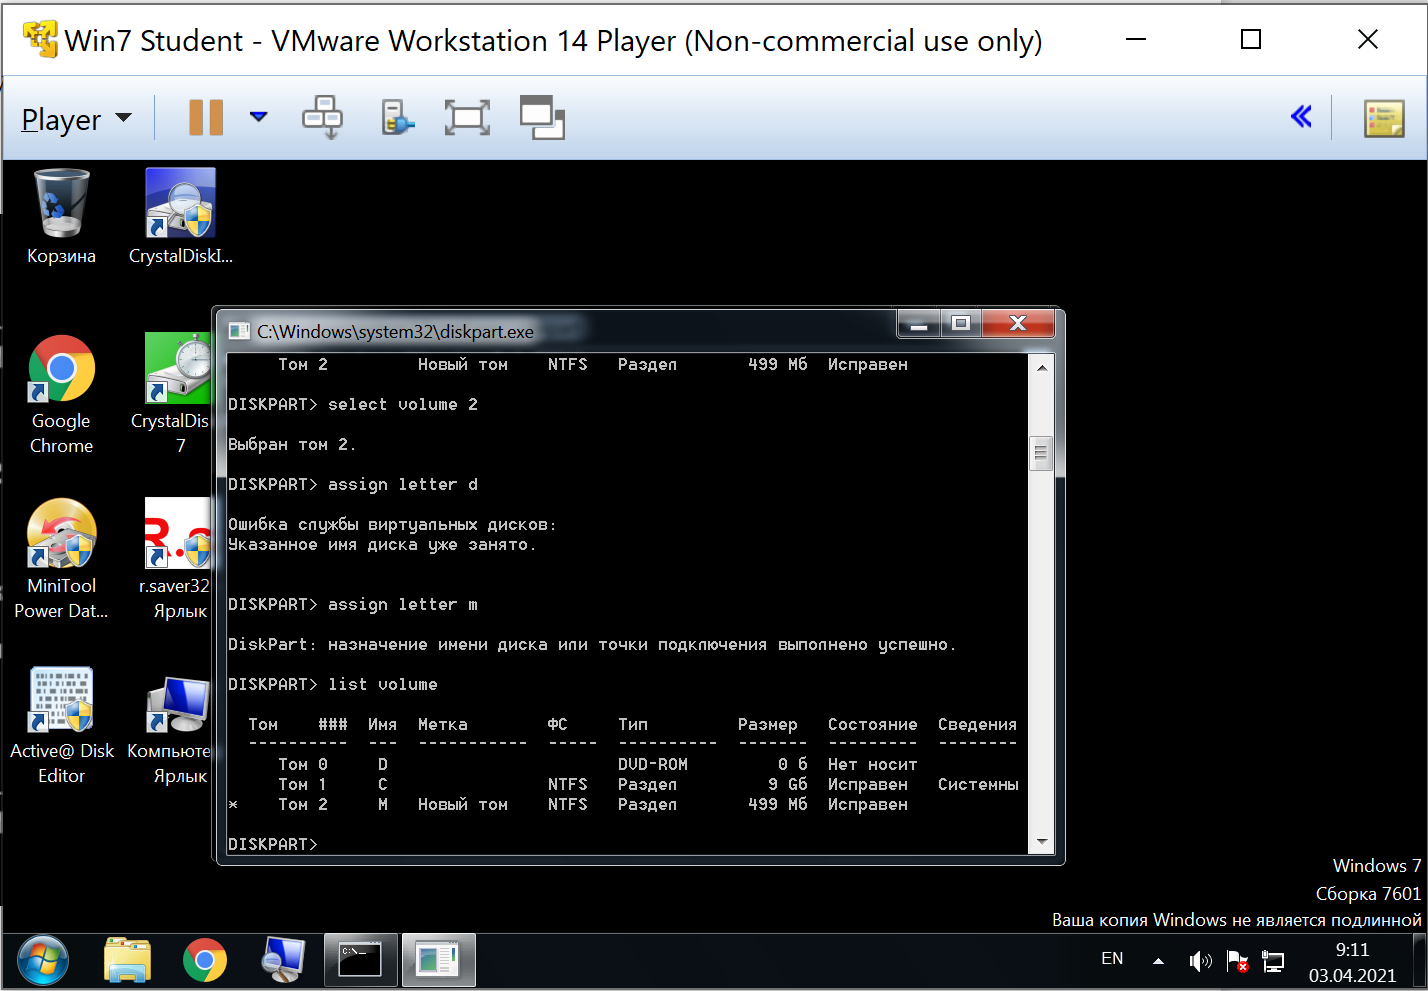 Win7 Student - VMware Workstation 14 Player (Non-commercial use only)
Player
Корзина
CrystalDiskI...
Google
Chrome
CrystalDis
7
MiniTool
Power Dat...
r.saver32
Ярлык
Active@ Disk
Editor
Компьюте
Ярлык
C:\Windows\system32\diskpart.exe
Том 2 Новый том NTFS Раздел 499 Мб Исправен
DISKPART> select volume 2
Выбран том 2.
DISKPART> assign letter d
Ошибка службы виртуальных дисков:
Указанное имя диска уже занято.
DISKPART> assign letter m
DiskPart: назначение имени диска или точки подключения выполнено успешно.
DISKPART> list volume
Том ### Имя Метка ФС Тип Размер Состояние Сведения
---------- --- ----------- ----- ---------- ------- --------- --------
Том 0 D DVD-ROM 0 б Нет носит
Том 1 C NTFS Раздел 9 Gб Исправен Системны
* Том 2 M Новый том NTFS Раздел 499 Мб Исправен
DISKPART>
Windows 7
Сборка 7601
Ваша копия Windows не является подлинной
C:\_
EN
9:11
03.04.2021